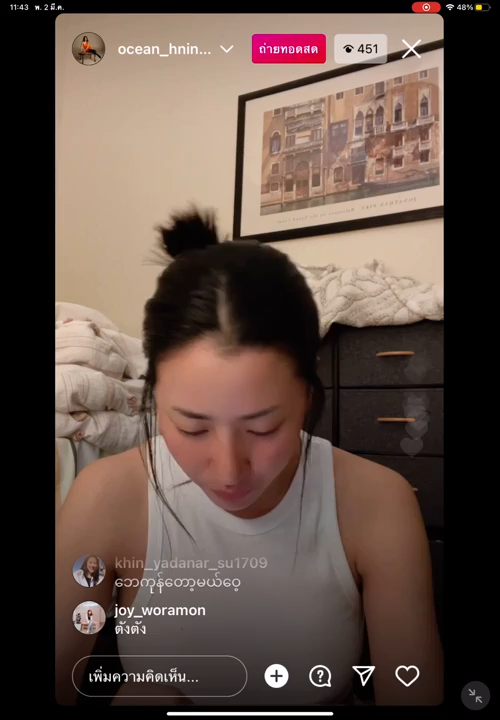 11:43 พ. 2 มี.ค.
48%
ocean_hnin...
ถ่ายทอดสด
451
khin_yadanar_su1709
ဘေကုန်တော့မယ်ဝေ့
joy_woramon
ตังตัง
เพิ่มความคิดเห็น...